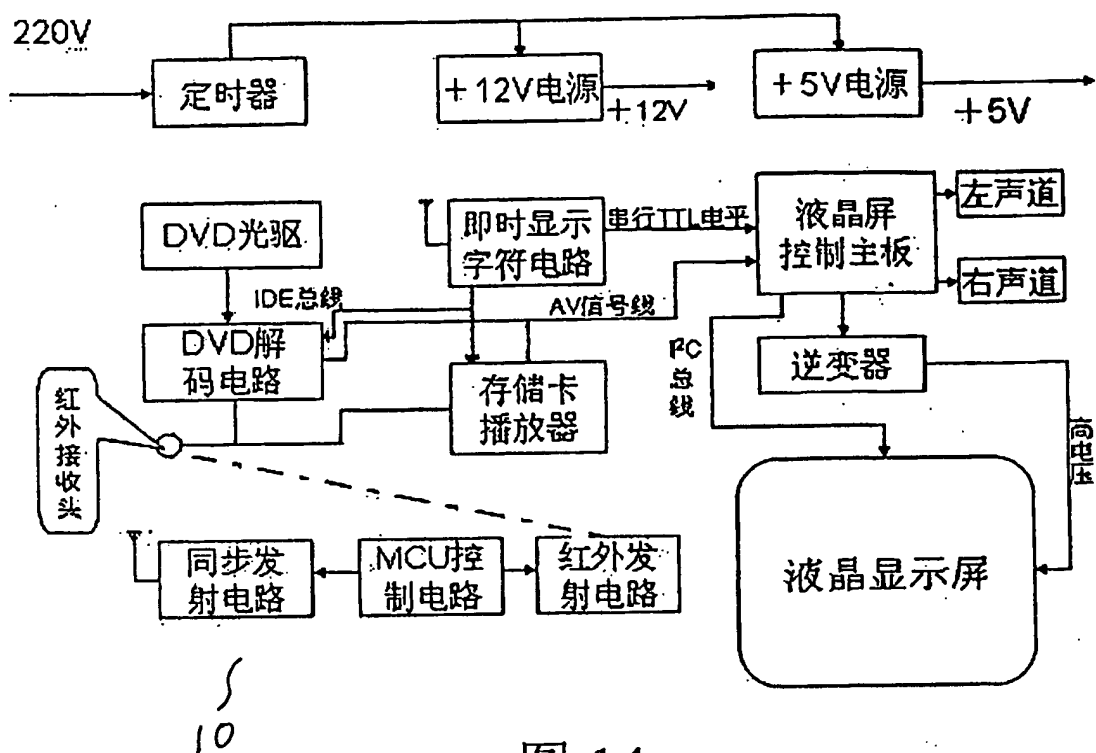 220V
定时器
+12V电源
+12V
+5V电源
+5V
DVD光驱
即时显示
字符电路
串行TTL电平
液晶屏
控制主板
左声道
右声道
IDE总线
AV信号线
DVD解
码电路
存储卡
播放器
I²C
总
线
逆变器
高
电
压
红
外
接
收
头
同步发
射电路
MCU控
制电路
红外发
射电路
液晶显示屏
10